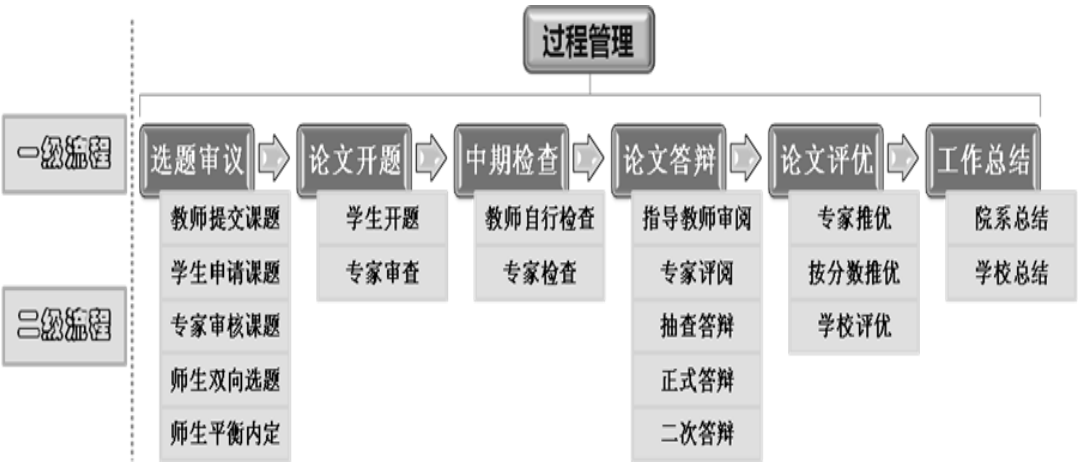 过程管理
一级流程
选题审议
论文开题
中期检查
论文答辩
论文评优
工作总结
二级流程
教师提交课题
学生申请课题
专家审核课题
师生双向选题
师生平衡内定
学生开题
专家审查
教师自行检查
专家检查
指导教师审阅
专家评阅
抽查答辩
正式答辩
二次答辩
专家推优
按分数推优
学校评优
院系总结
学校总结